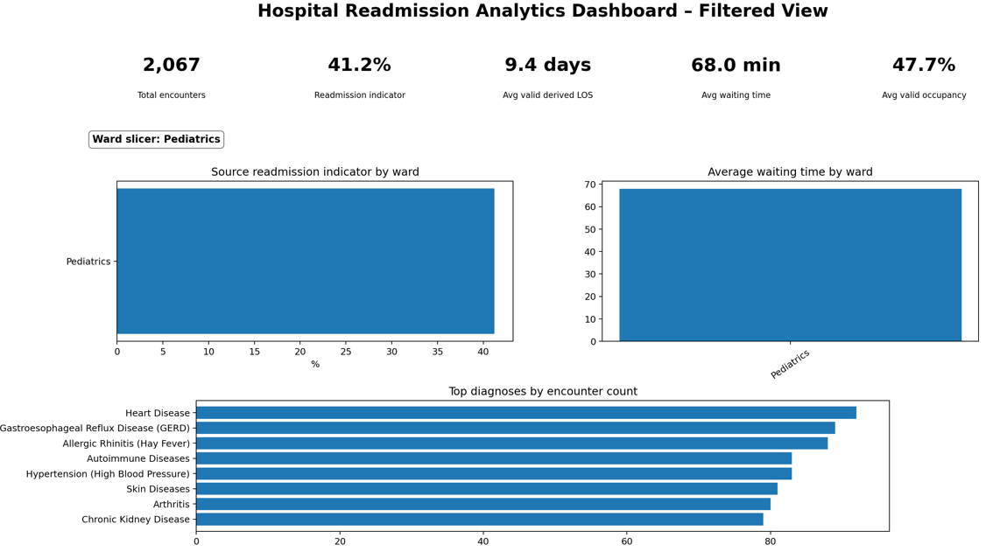 Hospital Readmission Analytics Dashboard – Filtered View
2,067
41.2%
9.4 days
68.0 min
47.7%
Total encounters
Readmission indicator
Avg valid derived LOS
Avg waiting time
Avg valid occupancy
Ward slicer: Pediatrics
Source readmission indicator by ward
Pediatrics
0 5 10 15 20 25 30 35 40
%
Average waiting time by ward
70
60
50
40
30
20
10
0
Pediatrics
Top diagnoses by encounter count
Heart Disease
Gastroesophageal Reflux Disease (GERD)
Allergic Rhinitis (Hay Fever)
Autoimmune Diseases
Hypertension (High Blood Pressure)
Skin Diseases
Arthritis
Chronic Kidney Disease
0 20 40 60 80